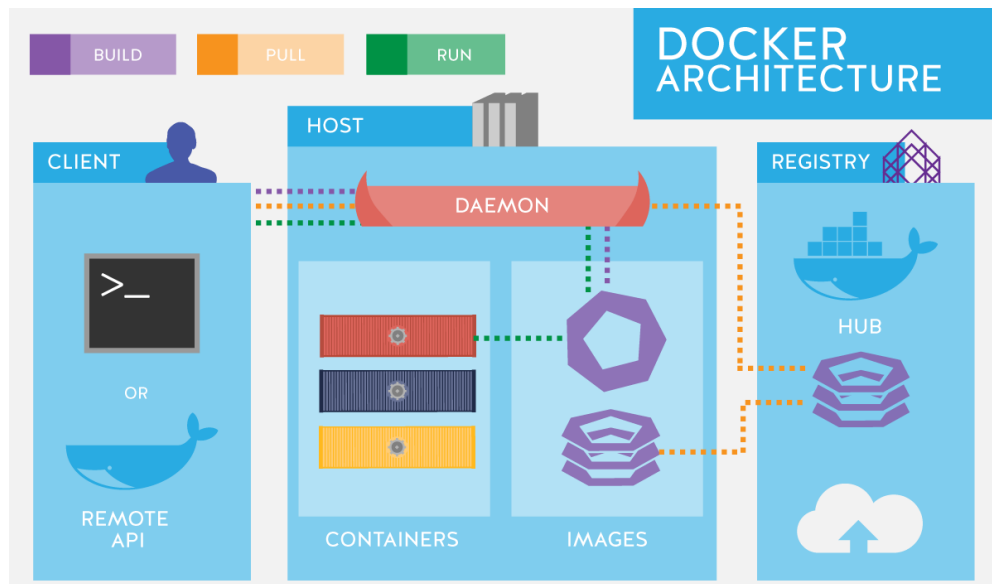 BUILD
PULL
RUN
DOCKER
ARCHITECTURE
HOST
CLIENT
REGISTRY
DAEMON
>_
HUB
OR
REMOTE
API
CONTAINERS
IMAGES